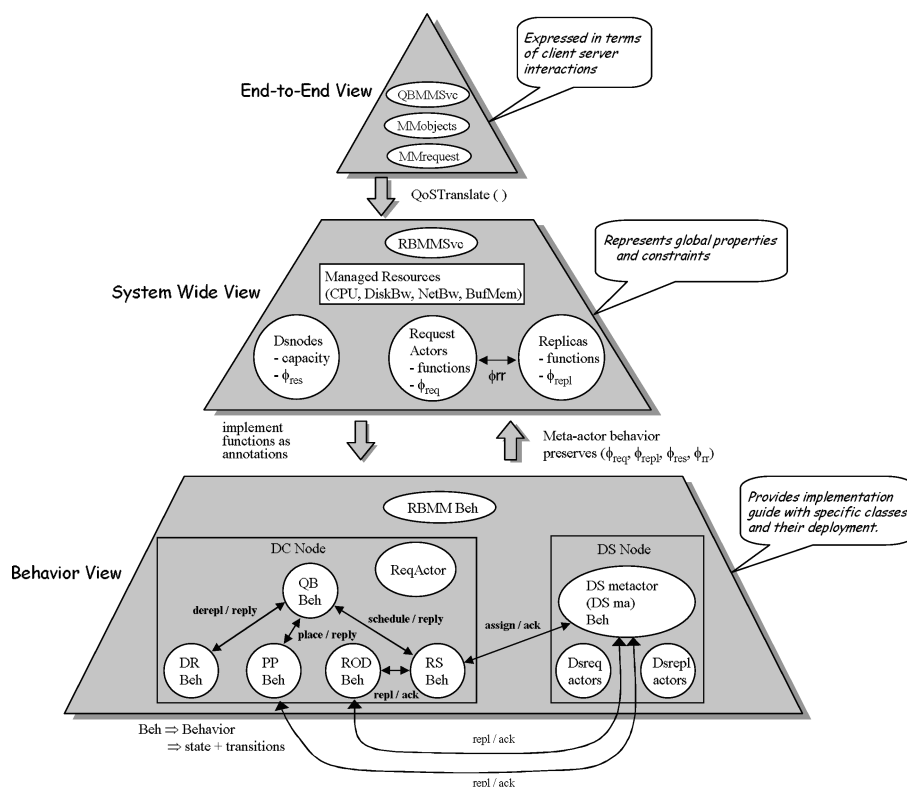 Expressed in terms
of client server
interactions
End-to-End View
QBMMSvc
MMobjects
MMrequest
QoSTranslate ( )
RBMMSvc
Represents global properties
and constraints
Managed Resources
(CPU, DiskBw, NetBw, BufMem)
System Wide View
Dsnodes
- capacity
- ϕres
Request
Actors
- functions
- ϕreq
ϕrr
Replicas
- functions
- ϕrepl
implement
functions as
annotations
Meta-actor behavior
preserves (ϕreq, ϕrepl, ϕres, ϕrr)
Provides implementation
guide with specific classes
and their deployment.
RBMM Beh
Behavior View
DC Node
ReqActor
QB
Beh
derepl / reply
place / reply
schedule / reply
assign / ack
DR
Beh
PP
Beh
ROD
Beh
RS
Beh
repl / ack
DS Node
DS metactor
(DS ma)
Beh
Dsreq
actors
Dsrepl
actors
Beh ⇒ Behavior
⇒ state + transitions
repl / ack
repl / ack